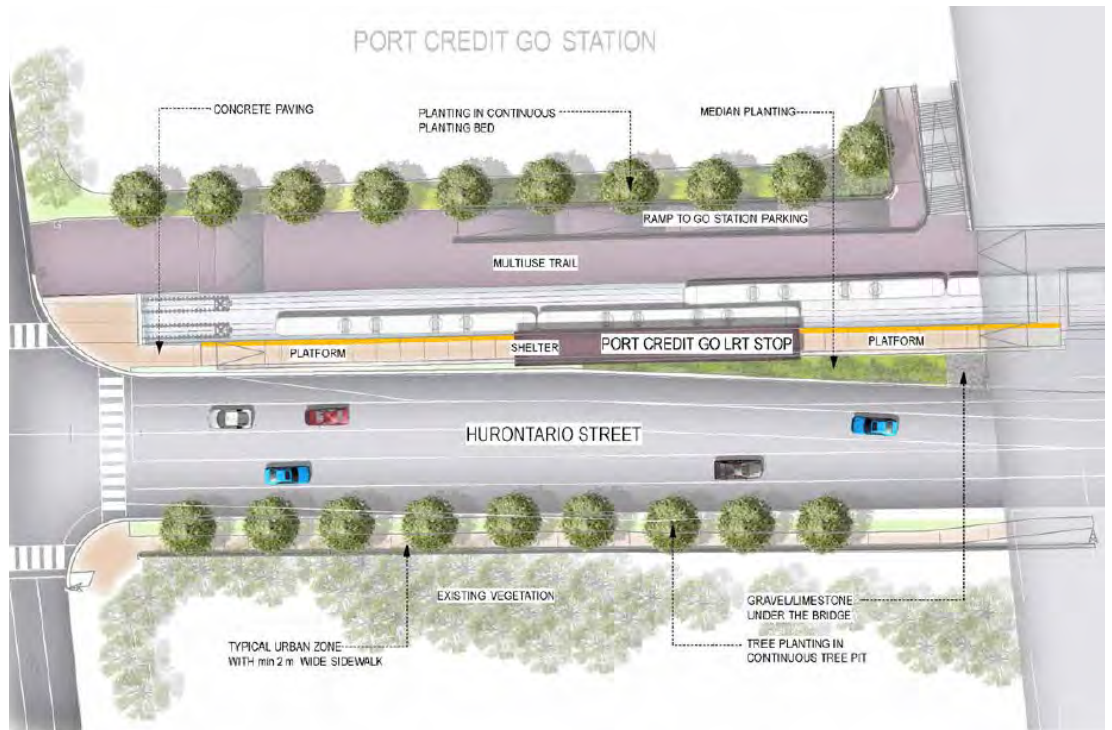 PORT CREDIT GO STATION
CONCRETE PAVING
PLANTING IN CONTINUOUS
PLANTING BED
MEDIAN PLANTING
RAMP TO GO STATION PARKING
MULTIUSE TRAIL
PLATFORM
SHELTER
PORT CREDIT GO LRT STOP
PLATFORM
HURONTARIO STREET
EXISTING VEGETATION
GRAVEL/LIMESTONE
UNDER THE BRIDGE
TYPICAL URBAN ZONE
WITH min 2 m WIDE SIDEWALK
TREE PLANTING IN
CONTINUOUS TREE PIT